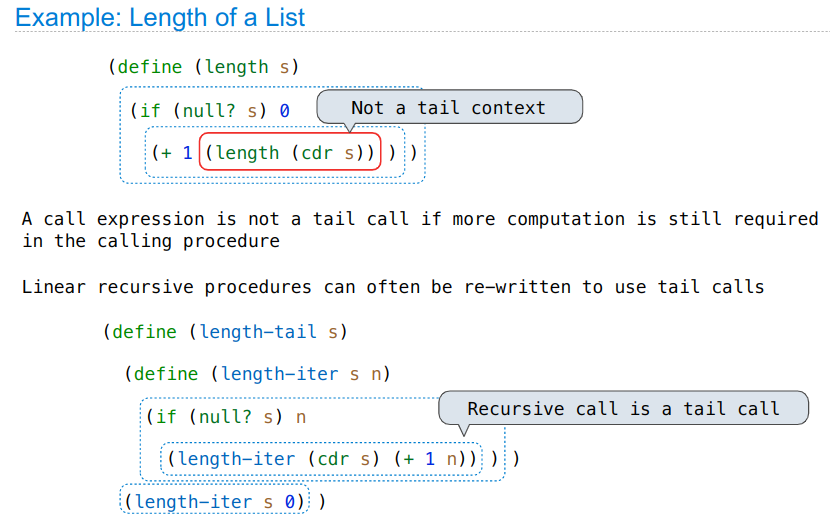 Example: Length of a List
(define (length s)
(if (null? s) 0
Not a tail context
(+ 1 (length (cdr s)) ) )
A call expression is not a tail call if more computation is still required
in the calling procedure
Linear recursive procedures can often be re-written to use tail calls
(define (length-tail s)
(define (length-iter s n)
(if (null? s) n
Recursive call is a tail call
(length-iter (cdr s) (+ 1 n)) ) )
(length-iter s 0) )